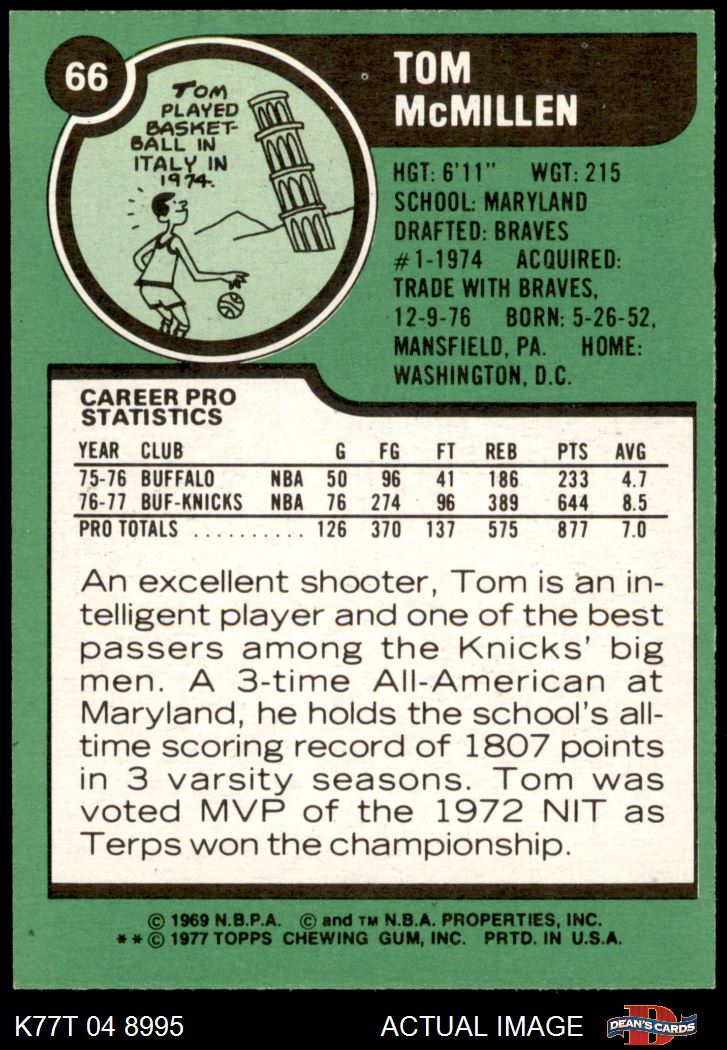 66
TOM
PLAYED
BASKET-
BALL IN
ITALY IN
1974.
TOM
McMILLEN
HGT: 6'11" WGT: 215
SCHOOL: MARYLAND
DRAFTED: BRAVES
#1-1974 ACQUIRED:
TRADE WITH BRAVES,
12-9-76 BORN: 5-26-52,
MANSFIELD, PA. HOME:
WASHINGTON, D.C.
CAREER PRO
STATISTICS
YEAR CLUB G FG FT REB PTS AVG
75-76 BUFFALO NBA 50 96 41 186 233 4.7
76-77 BUF-KNICKS NBA 76 274 96 389 644 8.5
PRO TOTALS .......... 126 370 137 575 877 7.0
An excellent shooter, Tom is an in-
telligent player and one of the best
passers among the Knicks' big
men. A 3-time All-American at
Maryland, he holds the school's all-
time scoring record of 1807 points
in 3 varsity seasons. Tom was
voted MVP of the 1972 NIT as
Terps won the championship.
© 1969 N.B.P.A. © and TM N.B.A. PROPERTIES, INC.
**© 1977 TOPPS CHEWING GUM, INC. PRTD. IN U.S.A.
K77T 04 8995 ACTUAL IMAGE
D
DEAN'S CARDS